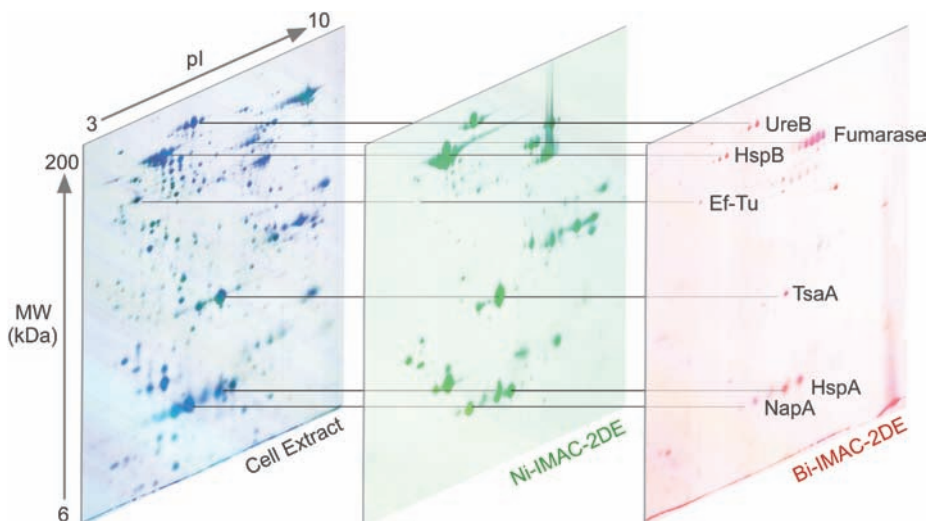 10
pI
3
200
MW
(kDa)
6
UreB
Fumarase
HspB
Ef-Tu
TsaA
HspA
NapA
Cell Extract
Ni-IMAC-2DE
Bi-IMAC-2DE